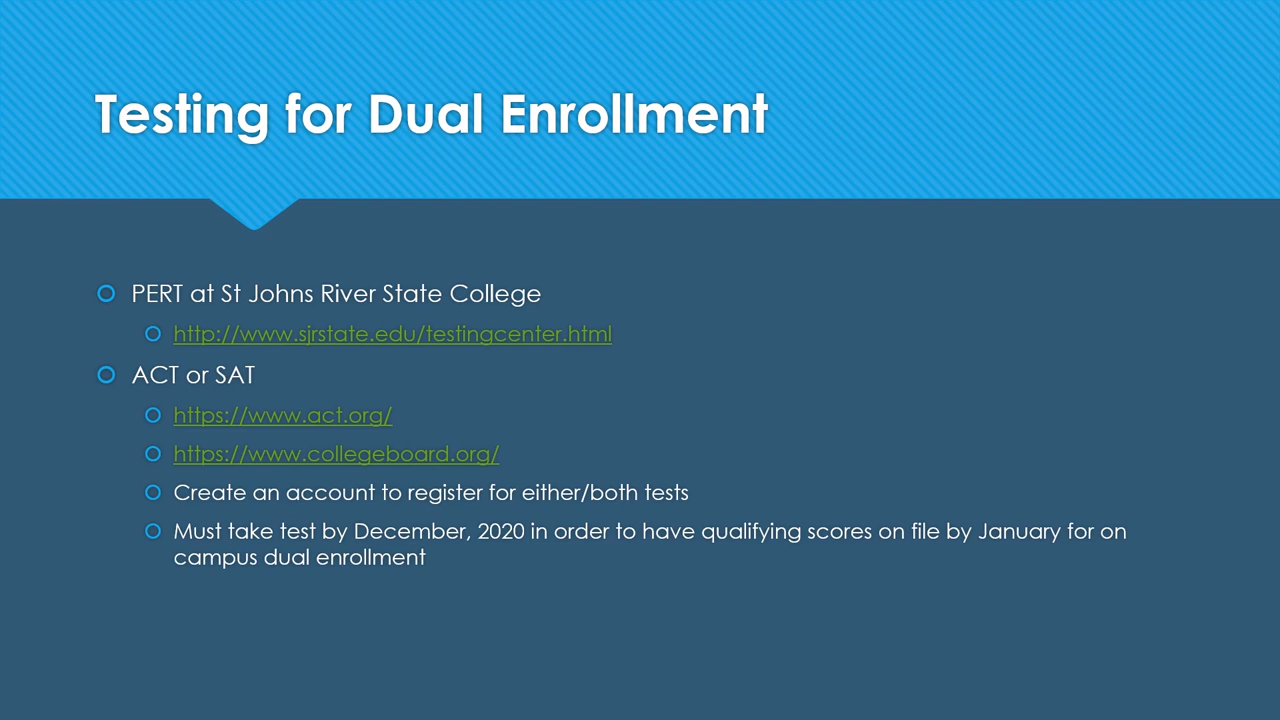 Testing for Dual Enrollment
PERT at St Johns River State College
http://www.sjrstate.edu/testingcenter.html
ACT or SAT
https://www.act.org/
https://www.collegeboard.org/
Create an account to register for either/both tests
Must take test by December, 2020 in order to have qualifying scores on file by January for on
campus dual enrollment